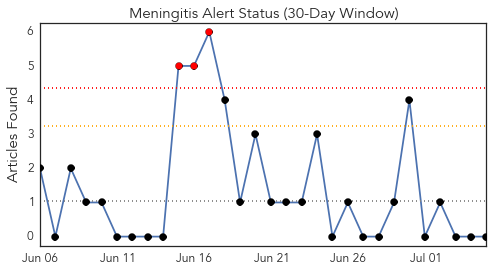 Meningitis Alert Status (30-Day Window)
Articles Found
6
5
4
3
2
1
0
Jun 06 Jun 11 Jun 16 Jun 21 Jun 26 Jul 01